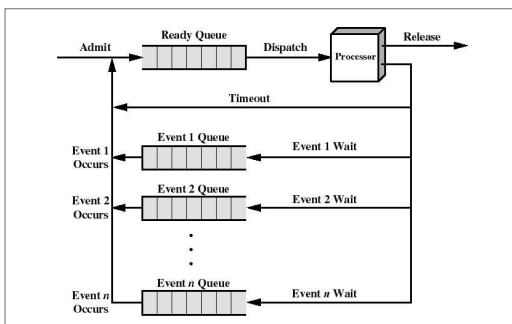 Ready Queue
Admit
Dispatch
Processor
Release
Timeout
Event 1 Queue
Event 1
Occurs
Event 1 Wait
Event 2 Queue
Event 2
Occurs
Event 2 Wait
Event n Queue
Event n
Occurs
Event n Wait